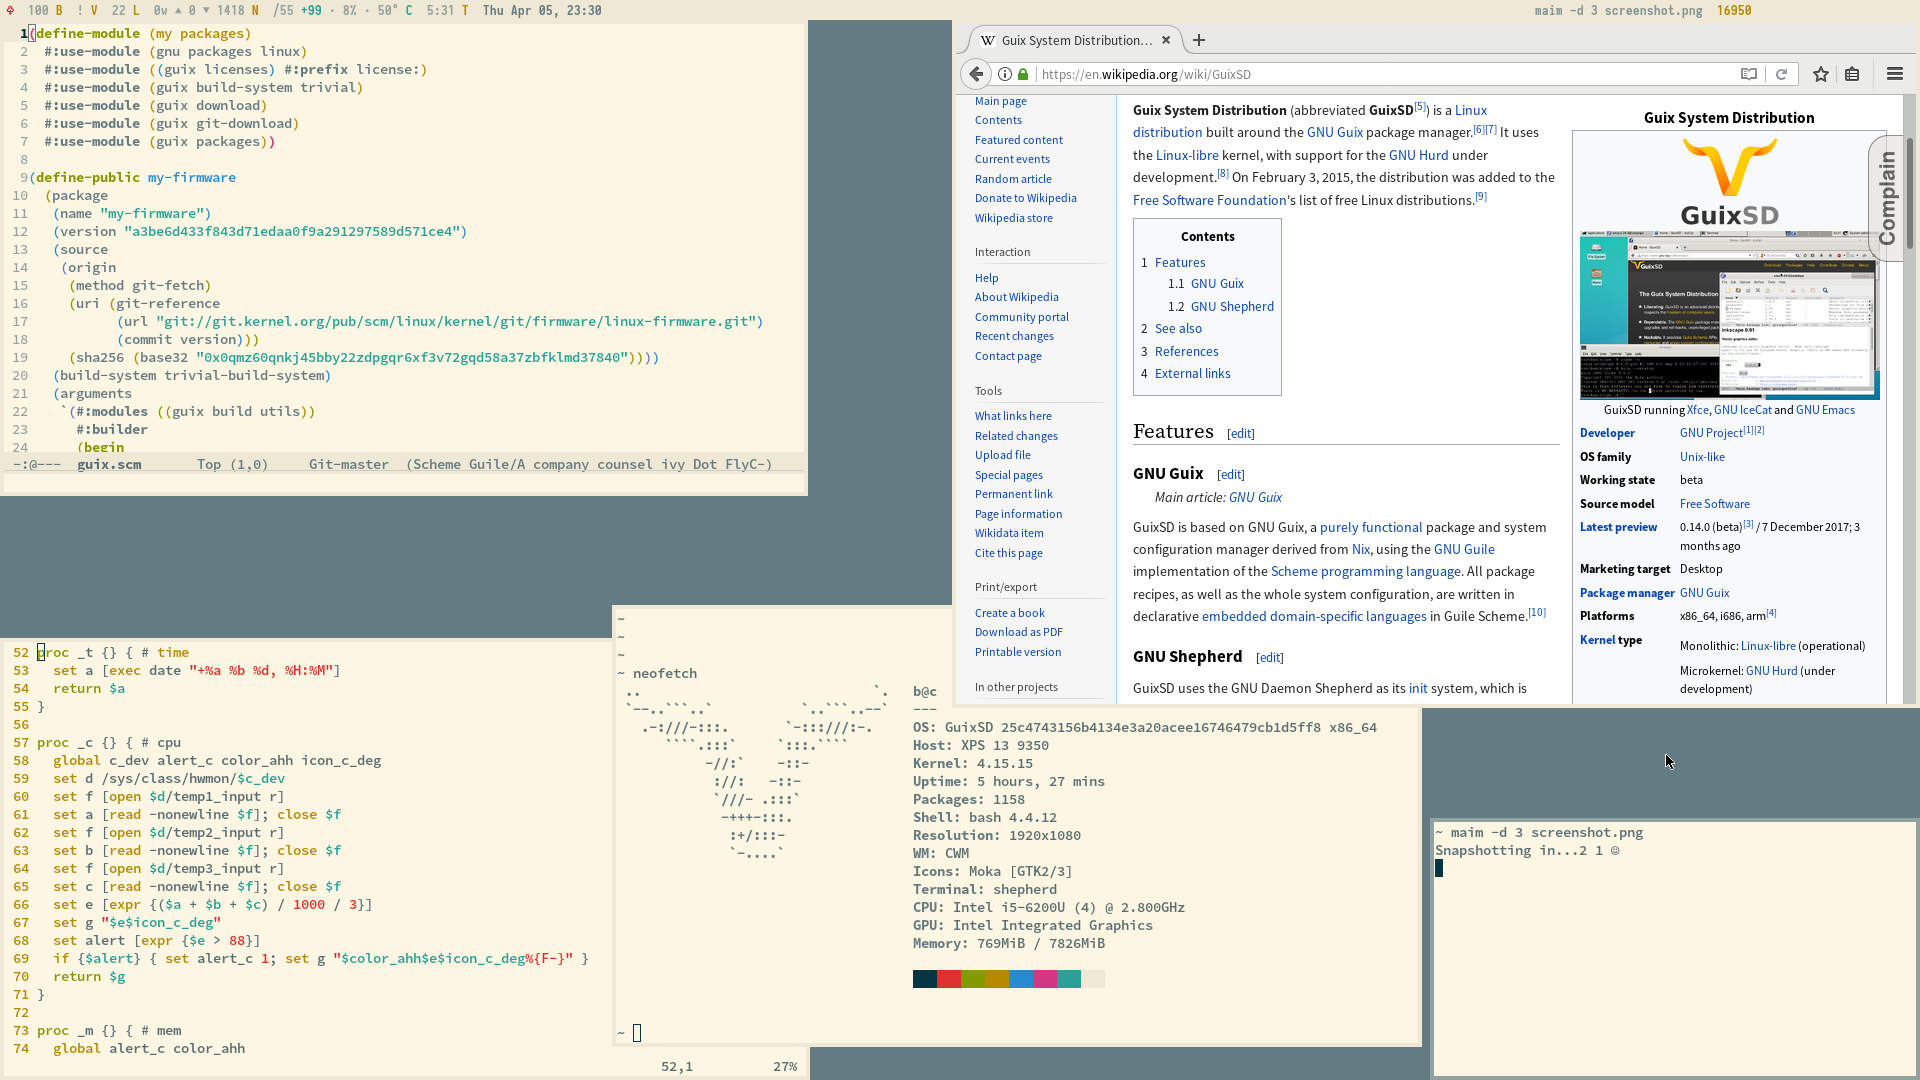 100 B ! V 22 L 0w ▲ 0 ▼ 1418 N /55 +99 · 8% · 50° C 5:31 T Thu Apr 05, 23:30
maim -d 3 screenshot.png 16950
1 (define-module (my packages)
2 #:use-module (gnu packages linux)
3 #:use-module ((guix licenses) #:prefix license:)
4 #:use-module (guix build-system trivial)
5 #:use-module (guix download)
6 #:use-module (guix git-download)
7 #:use-module (guix packages))
8
9 (define-public my-firmware
10 (package
11 (name "my-firmware")
12 (version "a3be6d433f843d71edaa0f9a291297589d571ce4")
13 (source
14 (origin
15 (method git-fetch)
16 (uri (git-reference
17 (url "git://git.kernel.org/pub/scm/linux/kernel/git/firmware/linux-firmware.git")
18 (commit version)))
19 (sha256 (base32 "0x0qmz60qnkj45bby22zdpgqr6xf3v72gqd58a37zbfklmd37840"))))
20 (build-system trivial-build-system)
21 (arguments
22 `(#:modules ((guix build utils))
23 #:builder
24 (begin
-:@--- guix.scm Top (1,0) Git-master (Scheme Guile/A company counsel ivy Dot FlyC-)
52 proc _t {} { # time
53 set a [exec date "+%a %b %d, %H:%M"]
54 return $a
55 }
56
57 proc _c {} { # cpu
58 global c_dev alert_c color_ahh icon_c_deg
59 set d /sys/class/hwmon/$c_dev
60 set f [open $d/temp1_input r]
61 set a [read -nonewline $f]; close $f
62 set f [open $d/temp2_input r]
63 set b [read -nonewline $f]; close $f
64 set f [open $d/temp3_input r]
65 set c [read -nonewline $f]; close $f
66 set e [expr {($a + $b + $c) / 1000 / 3}]
67 set g "$e$icon_c_deg"
68 set alert [expr {$e > 88}]
69 if {$alert} { set alert_c 1; set g "$color_ahh$e$icon_c_deg%{F-}" }
70 return $g
71 }
72
73 proc _m {} { # mem
74 global alert_c color_ahh
52,1 27%
~
~
~
~ neofetch
b@c
---
OS: GuixSD 25c4743156b4134e3a20acee16746479cb1d5ff8 x86_64
Host: XPS 13 9350
Kernel: 4.15.15
Uptime: 5 hours, 27 mins
Packages: 1158
Shell: bash 4.4.12
Resolution: 1920x1080
WM: CWM
Icons: Moka [GTK2/3]
Terminal: shepherd
CPU: Intel i5-6200U (4) @ 2.800GHz
GPU: Intel Integrated Graphics
Memory: 769MiB / 7826MiB
~
Guix System Distribution…
https://en.wikipedia.org/wiki/GuixSD
Main page
Contents
Featured content
Current events
Random article
Donate to Wikipedia
Wikipedia store
Interaction
Help
About Wikipedia
Community portal
Recent changes
Contact page
Tools
What links here
Related changes
Upload file
Special pages
Permanent link
Page information
Wikidata item
Cite this page
Print/export
Create a book
Download as PDF
Printable version
In other projects
Guix System Distribution (abbreviated GuixSD[5]) is a Linux
distribution built around the GNU Guix package manager.[6][7] It uses
the Linux-libre kernel, with support for the GNU Hurd under
development.[8] On February 3, 2015, the distribution was added to the
Free Software Foundation's list of free Linux distributions.[9]
Contents
1 Features
1.1 GNU Guix
1.2 GNU Shepherd
2 See also
3 References
4 External links
Features [edit]
GNU Guix [edit]
Main article: GNU Guix
GuixSD is based on GNU Guix, a purely functional package and system
configuration manager derived from Nix, using the GNU Guile
implementation of the Scheme programming language. All package
recipes, as well as the whole system configuration, are written in
declarative embedded domain-specific languages in Guile Scheme.[10]
GNU Shepherd [edit]
GuixSD uses the GNU Daemon Shepherd as its init system, which is
Guix System Distribution
GuixSD
Complain
GuixSD
The Guix System Distribution
GuixSD running Xfce, GNU IceCat and GNU Emacs
Developer GNU Project[1][2]
OS family Unix-like
Working state beta
Source model Free Software
Latest preview 0.14.0 (beta)[3] / 7 December 2017; 3
months ago
Marketing target Desktop
Package manager GNU Guix
Platforms x86_64, i686, arm[4]
Kernel type Monolithic: Linux-libre (operational)
Microkernel: GNU Hurd (under
development)
~ maim -d 3 screenshot.png
Snapshotting in...2 1 ☺